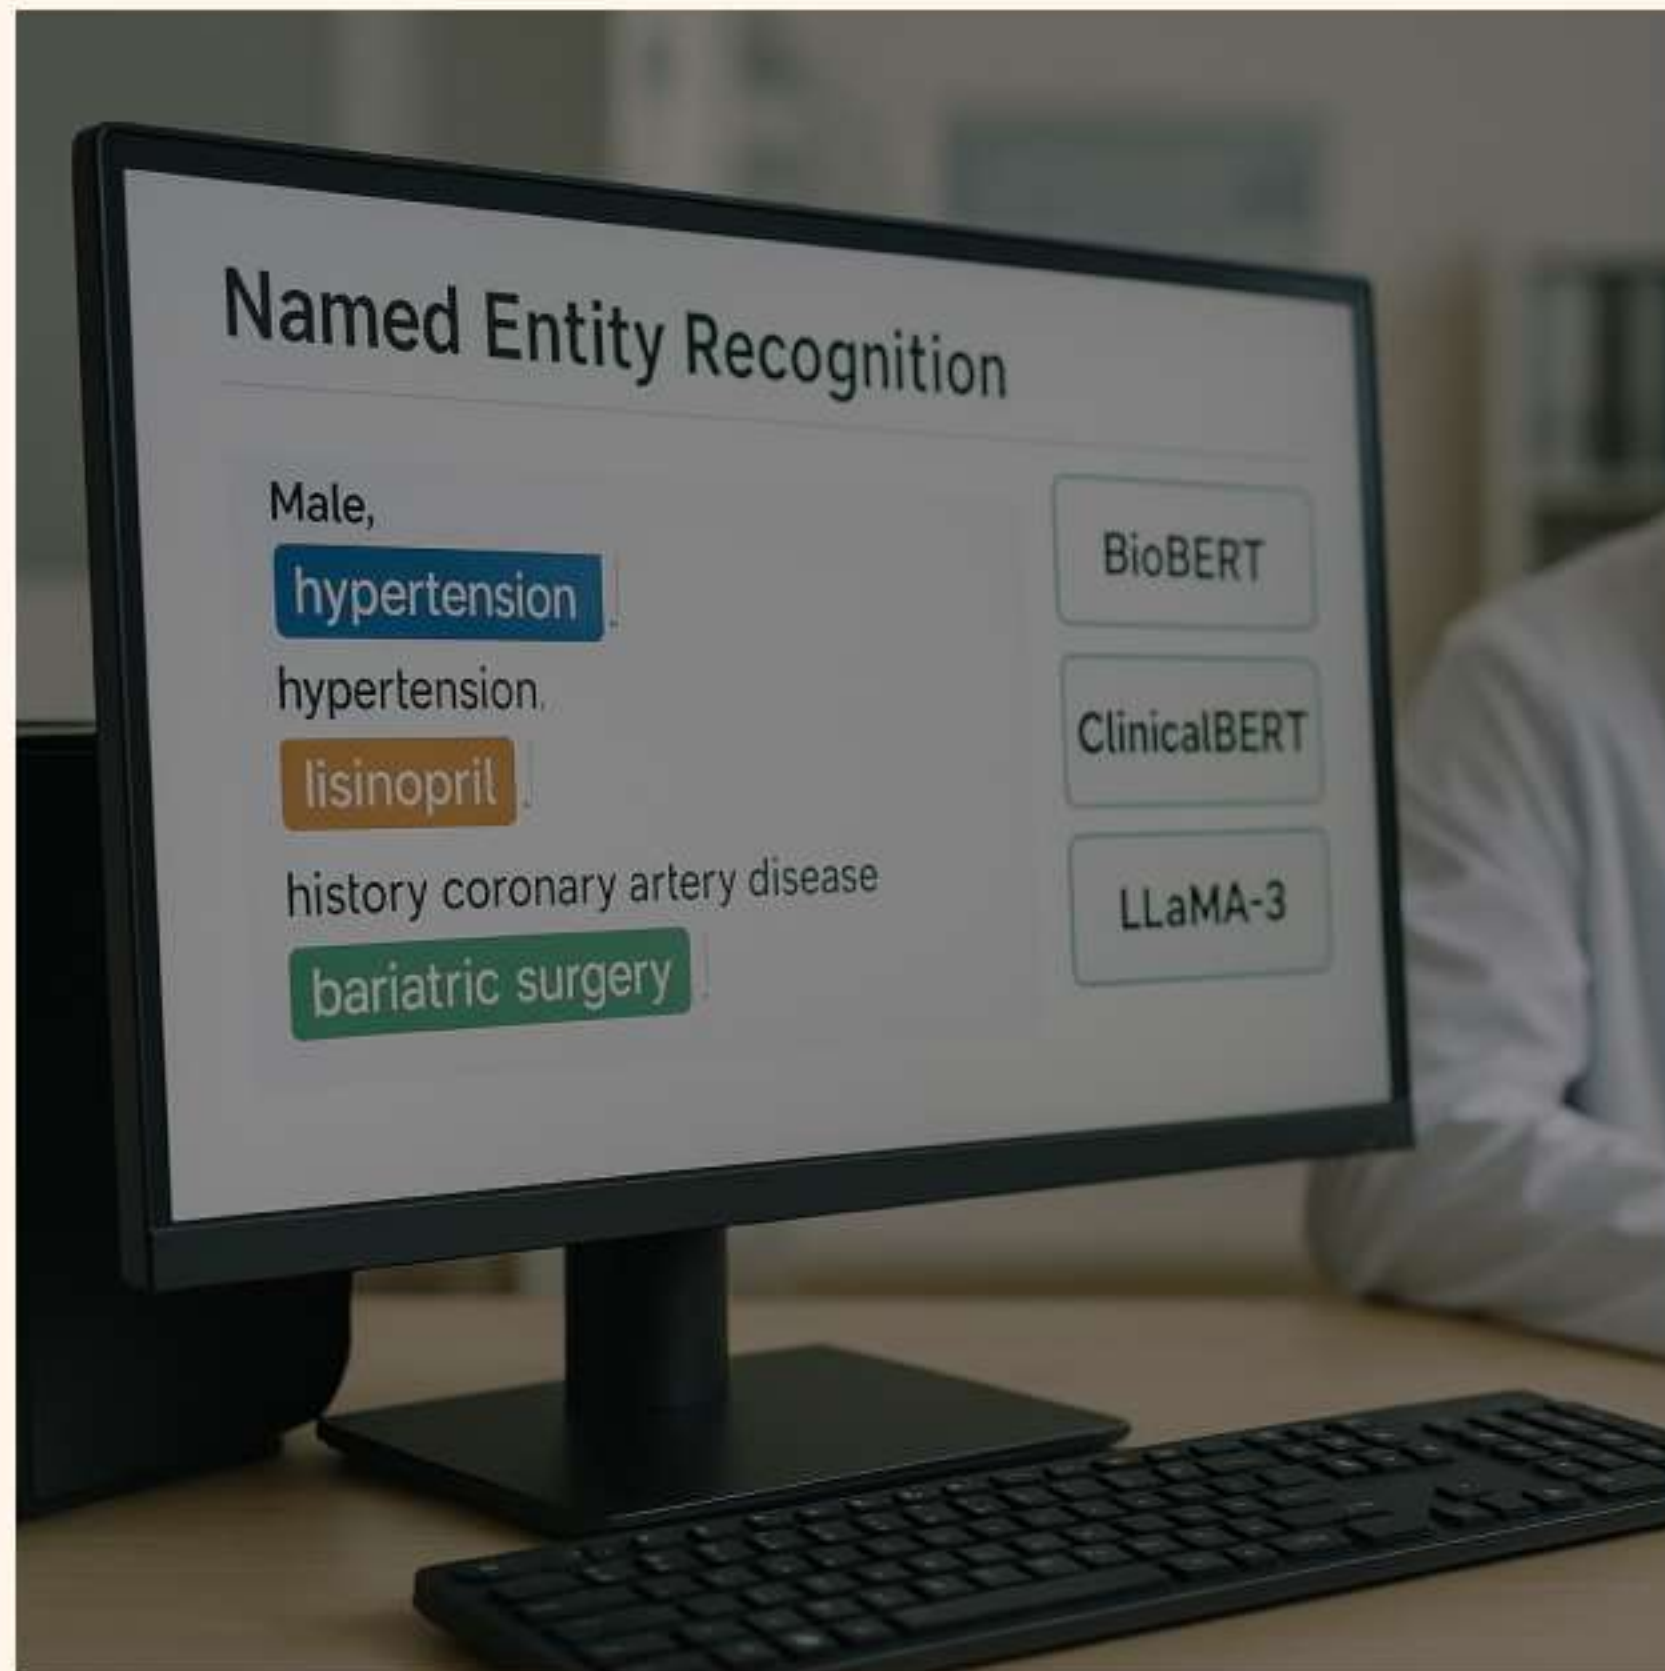 Named Entity Recognition
Male,
hypertension
hypertension.
lisinopril
history coronary artery disease
bariatric surgery
BioBERT
ClinicalBERT
LLaMA-3